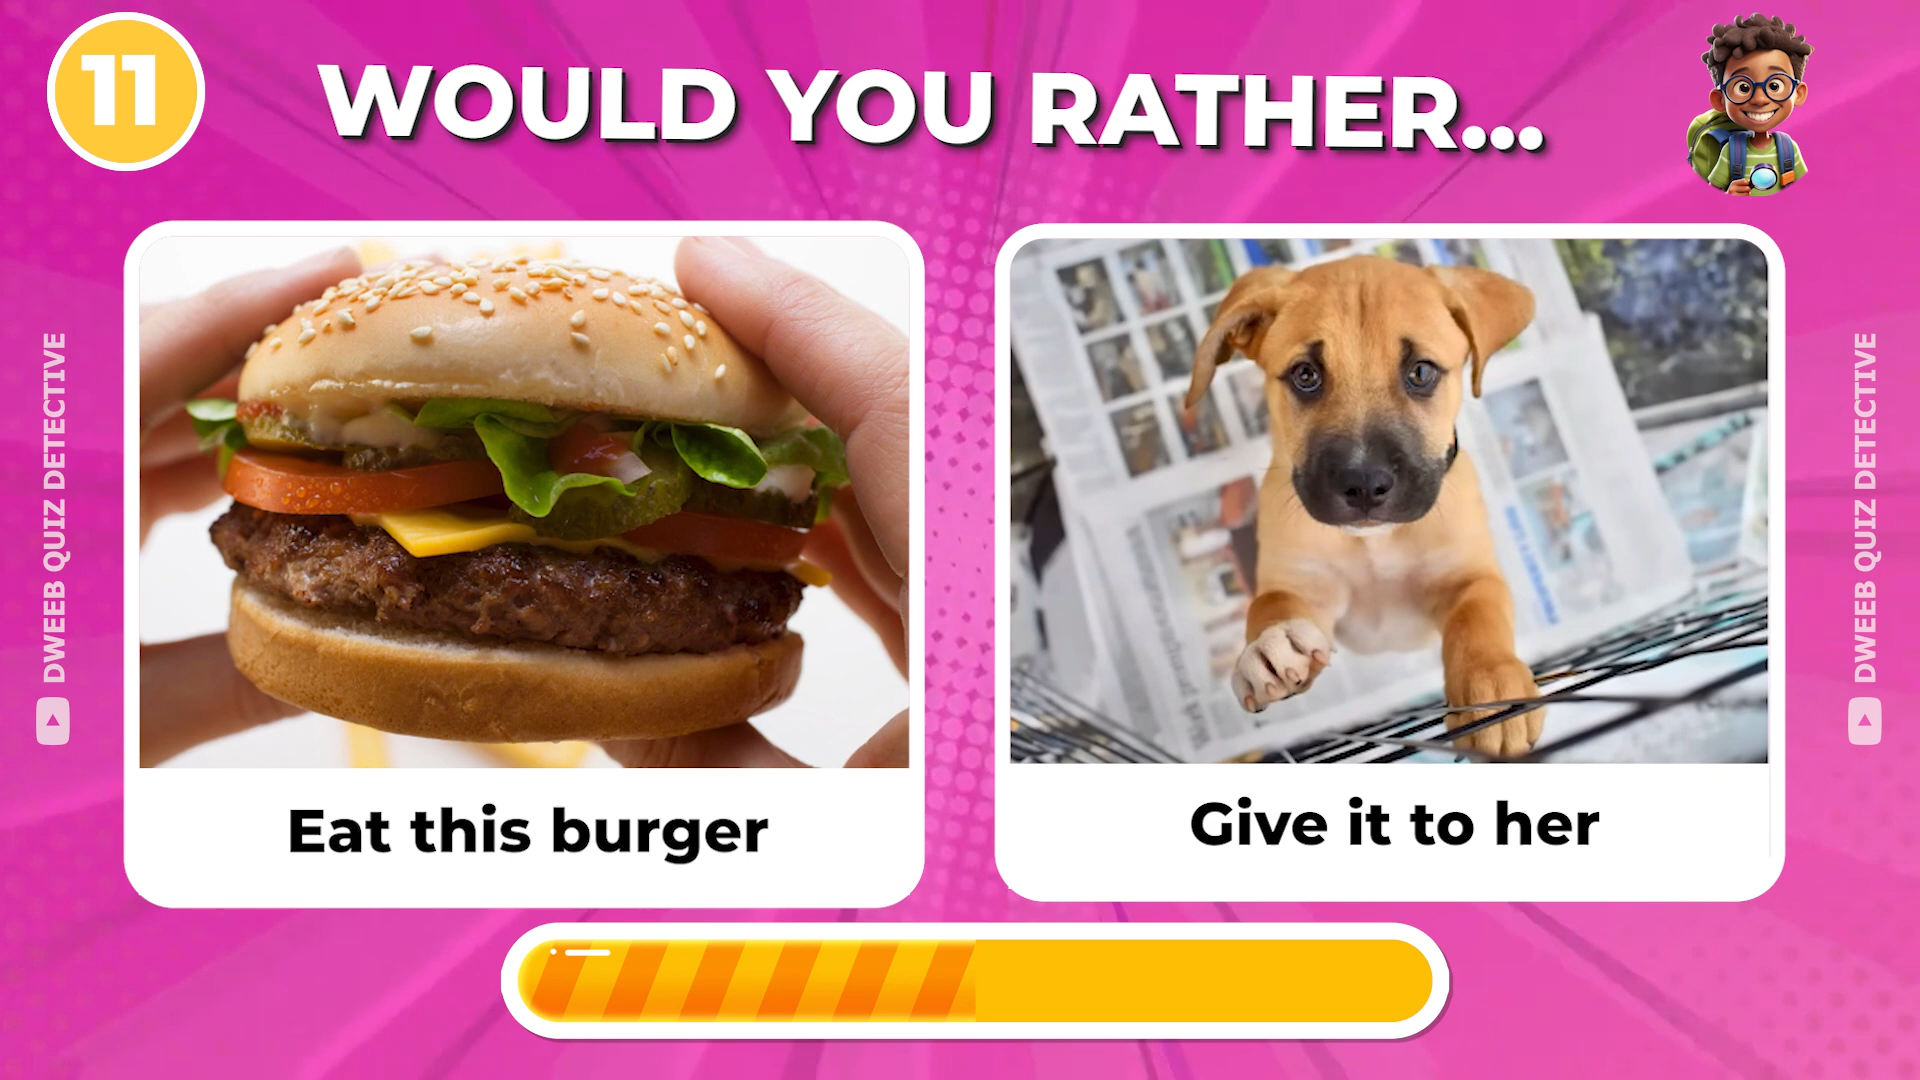 11
WOULD YOU RATHER...
DWEEB QUIZ DETECTIVE
Eat this burger
Give it to her
DWEEB QUIZ DETECTIVE